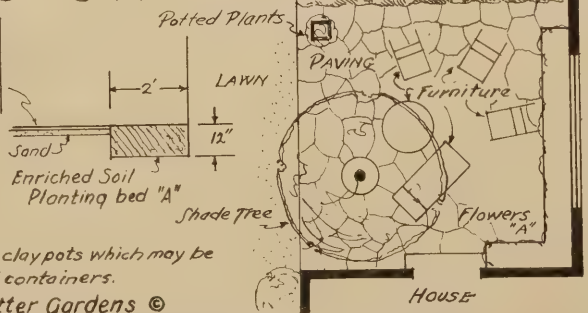 Potted Plants
PAVING
2'
LAWN
Furniture
12"
Sand
Enriched Soil
Planting bed "A"
Shade Tree
Flowers
"A"
clay pots which may be
containers.
Gardens ©
HOUSE